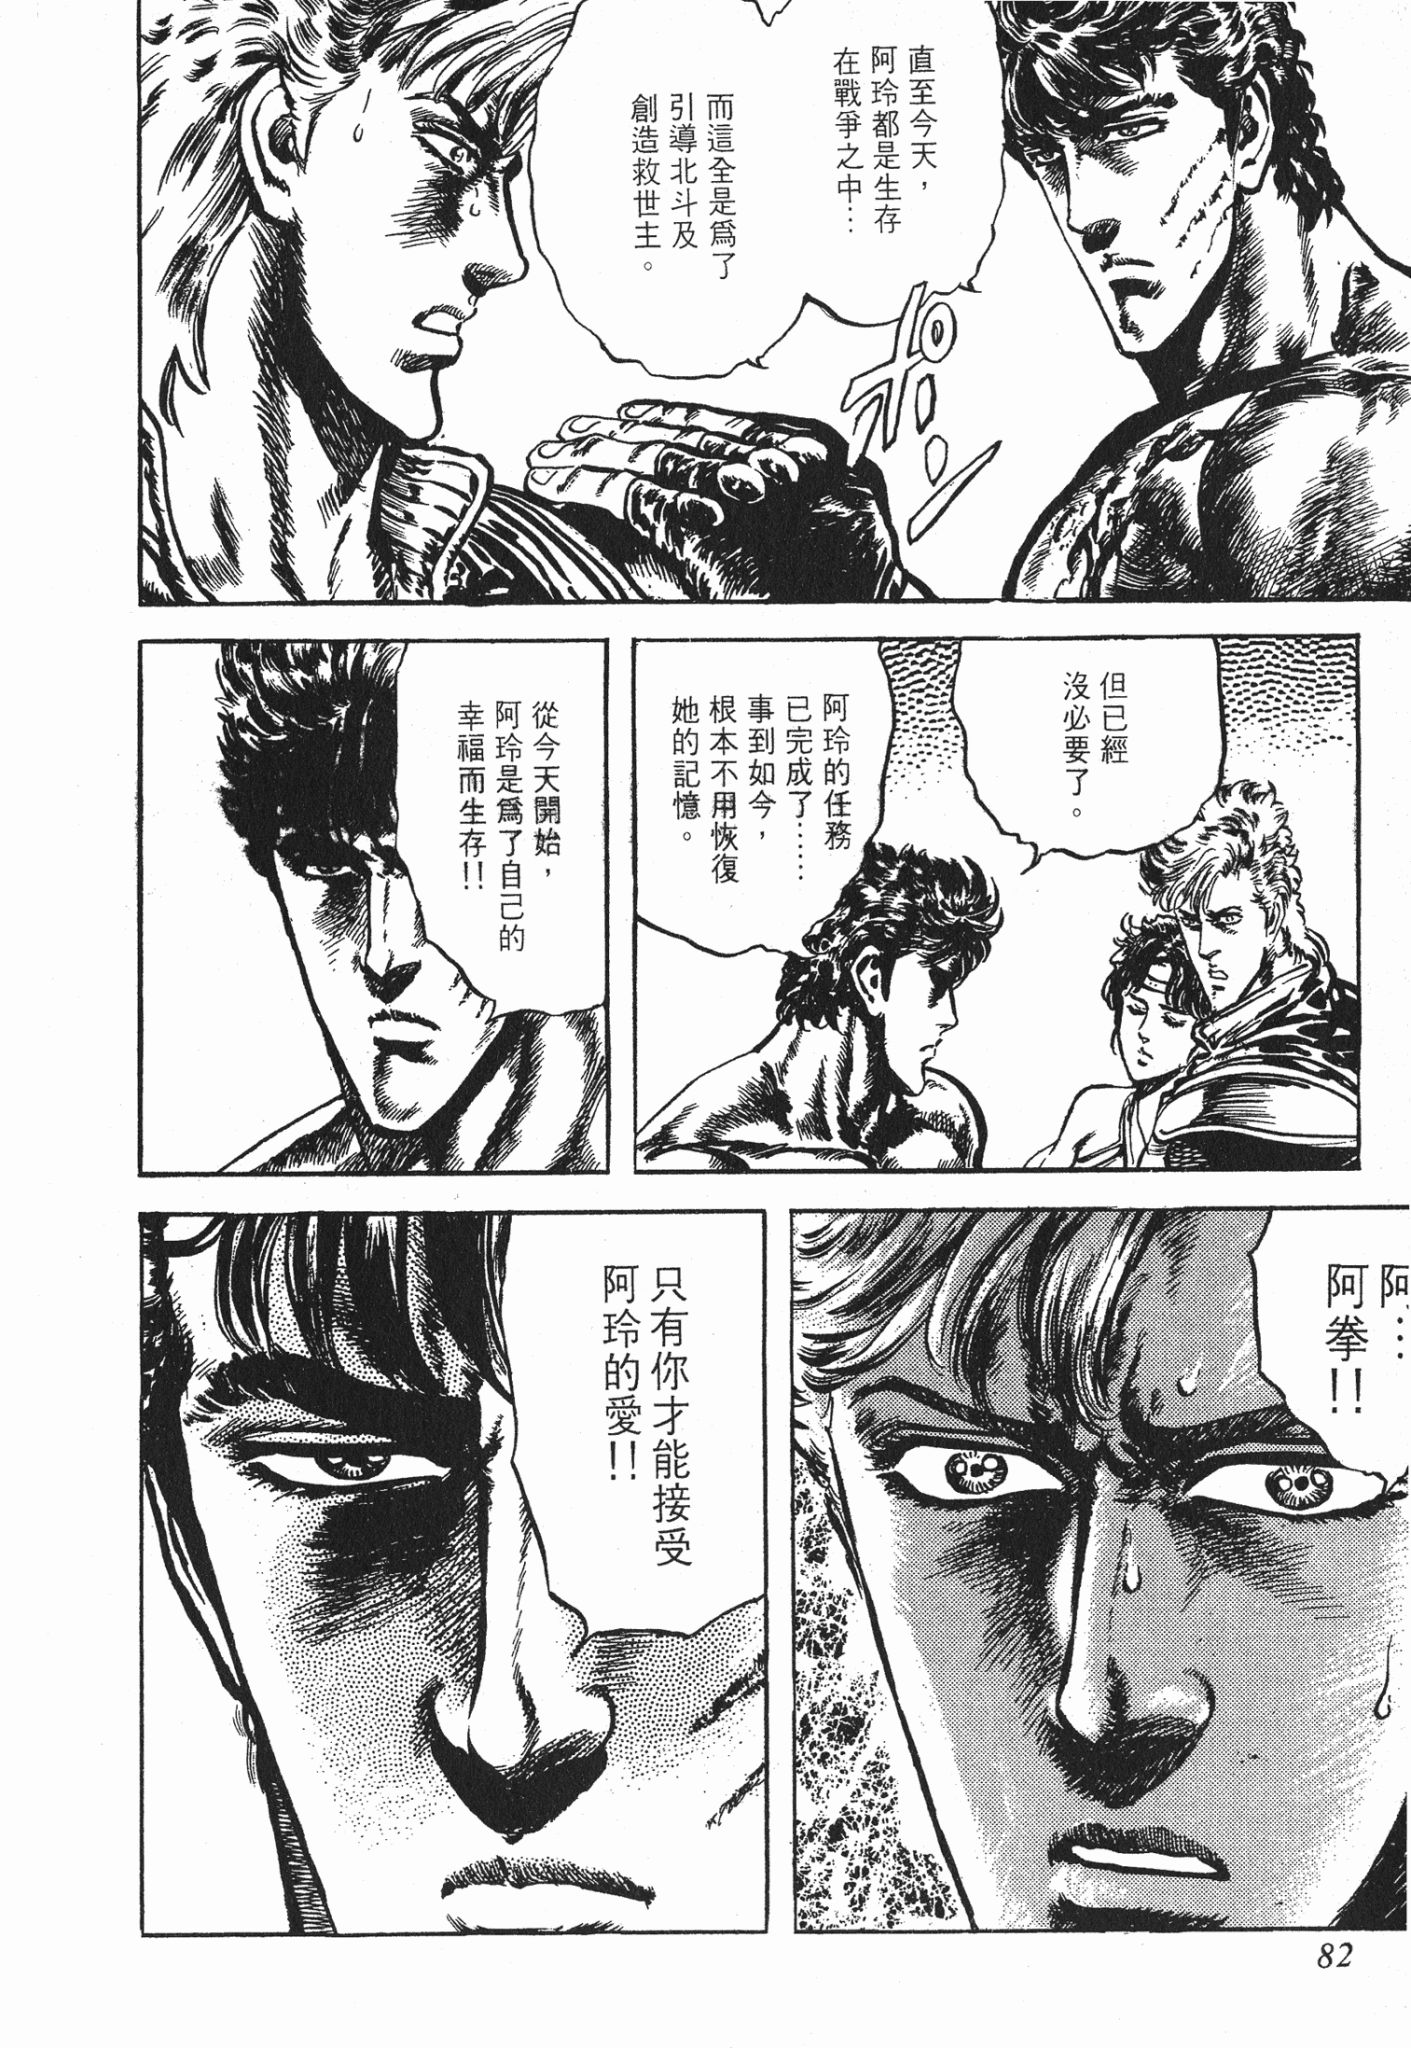 直至今天，
阿玲都是生存
在戰爭之中…
而這全是爲了
引導北斗及
創造救世主。
ポン
但已經
沒必要了。
阿玲的任務
已完成了……
事到如今，
根本不用恢復
她的記憶。
從今天開始，
阿玲是爲了自己的
幸福而生存!!
阿…
阿拳!!
只有你才能接受
阿玲的愛!!
82